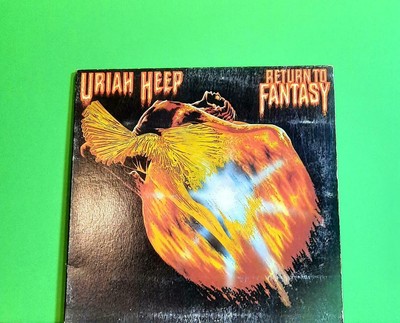 URIAH HEEP
RETURN TO
FANTASY